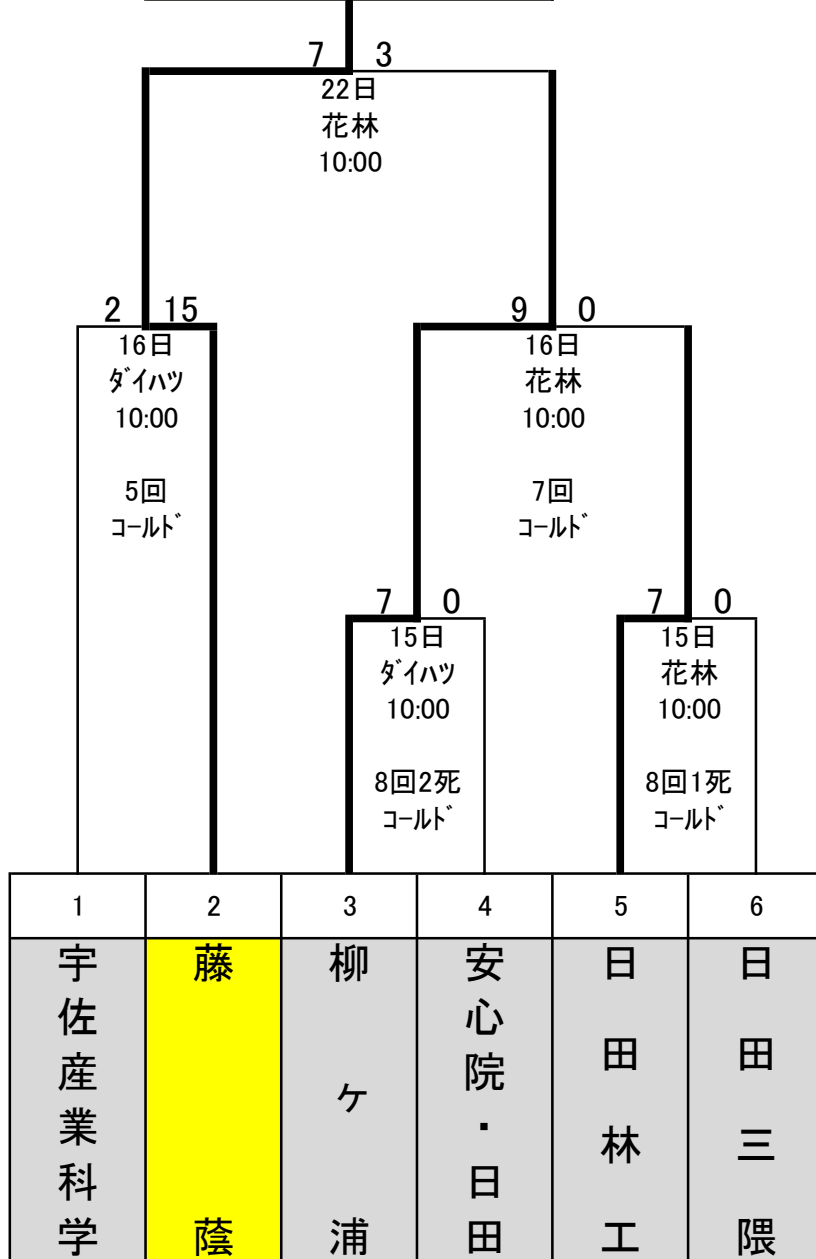 7 3
22日
花林
10:00
2 15
16日
ダイハツ
10:00
5回
コールド
9 0
16日
花林
10:00
7回
コールド
7 0
15日
ダイハツ
10:00
8回2死
コールド
7 0
15日
花林
10:00
8回1死
コールド
1 2 3 4 5 6
宇佐産業科学
藤蔭
柳ヶ浦
安心院・日田
日田林工
日田三隈